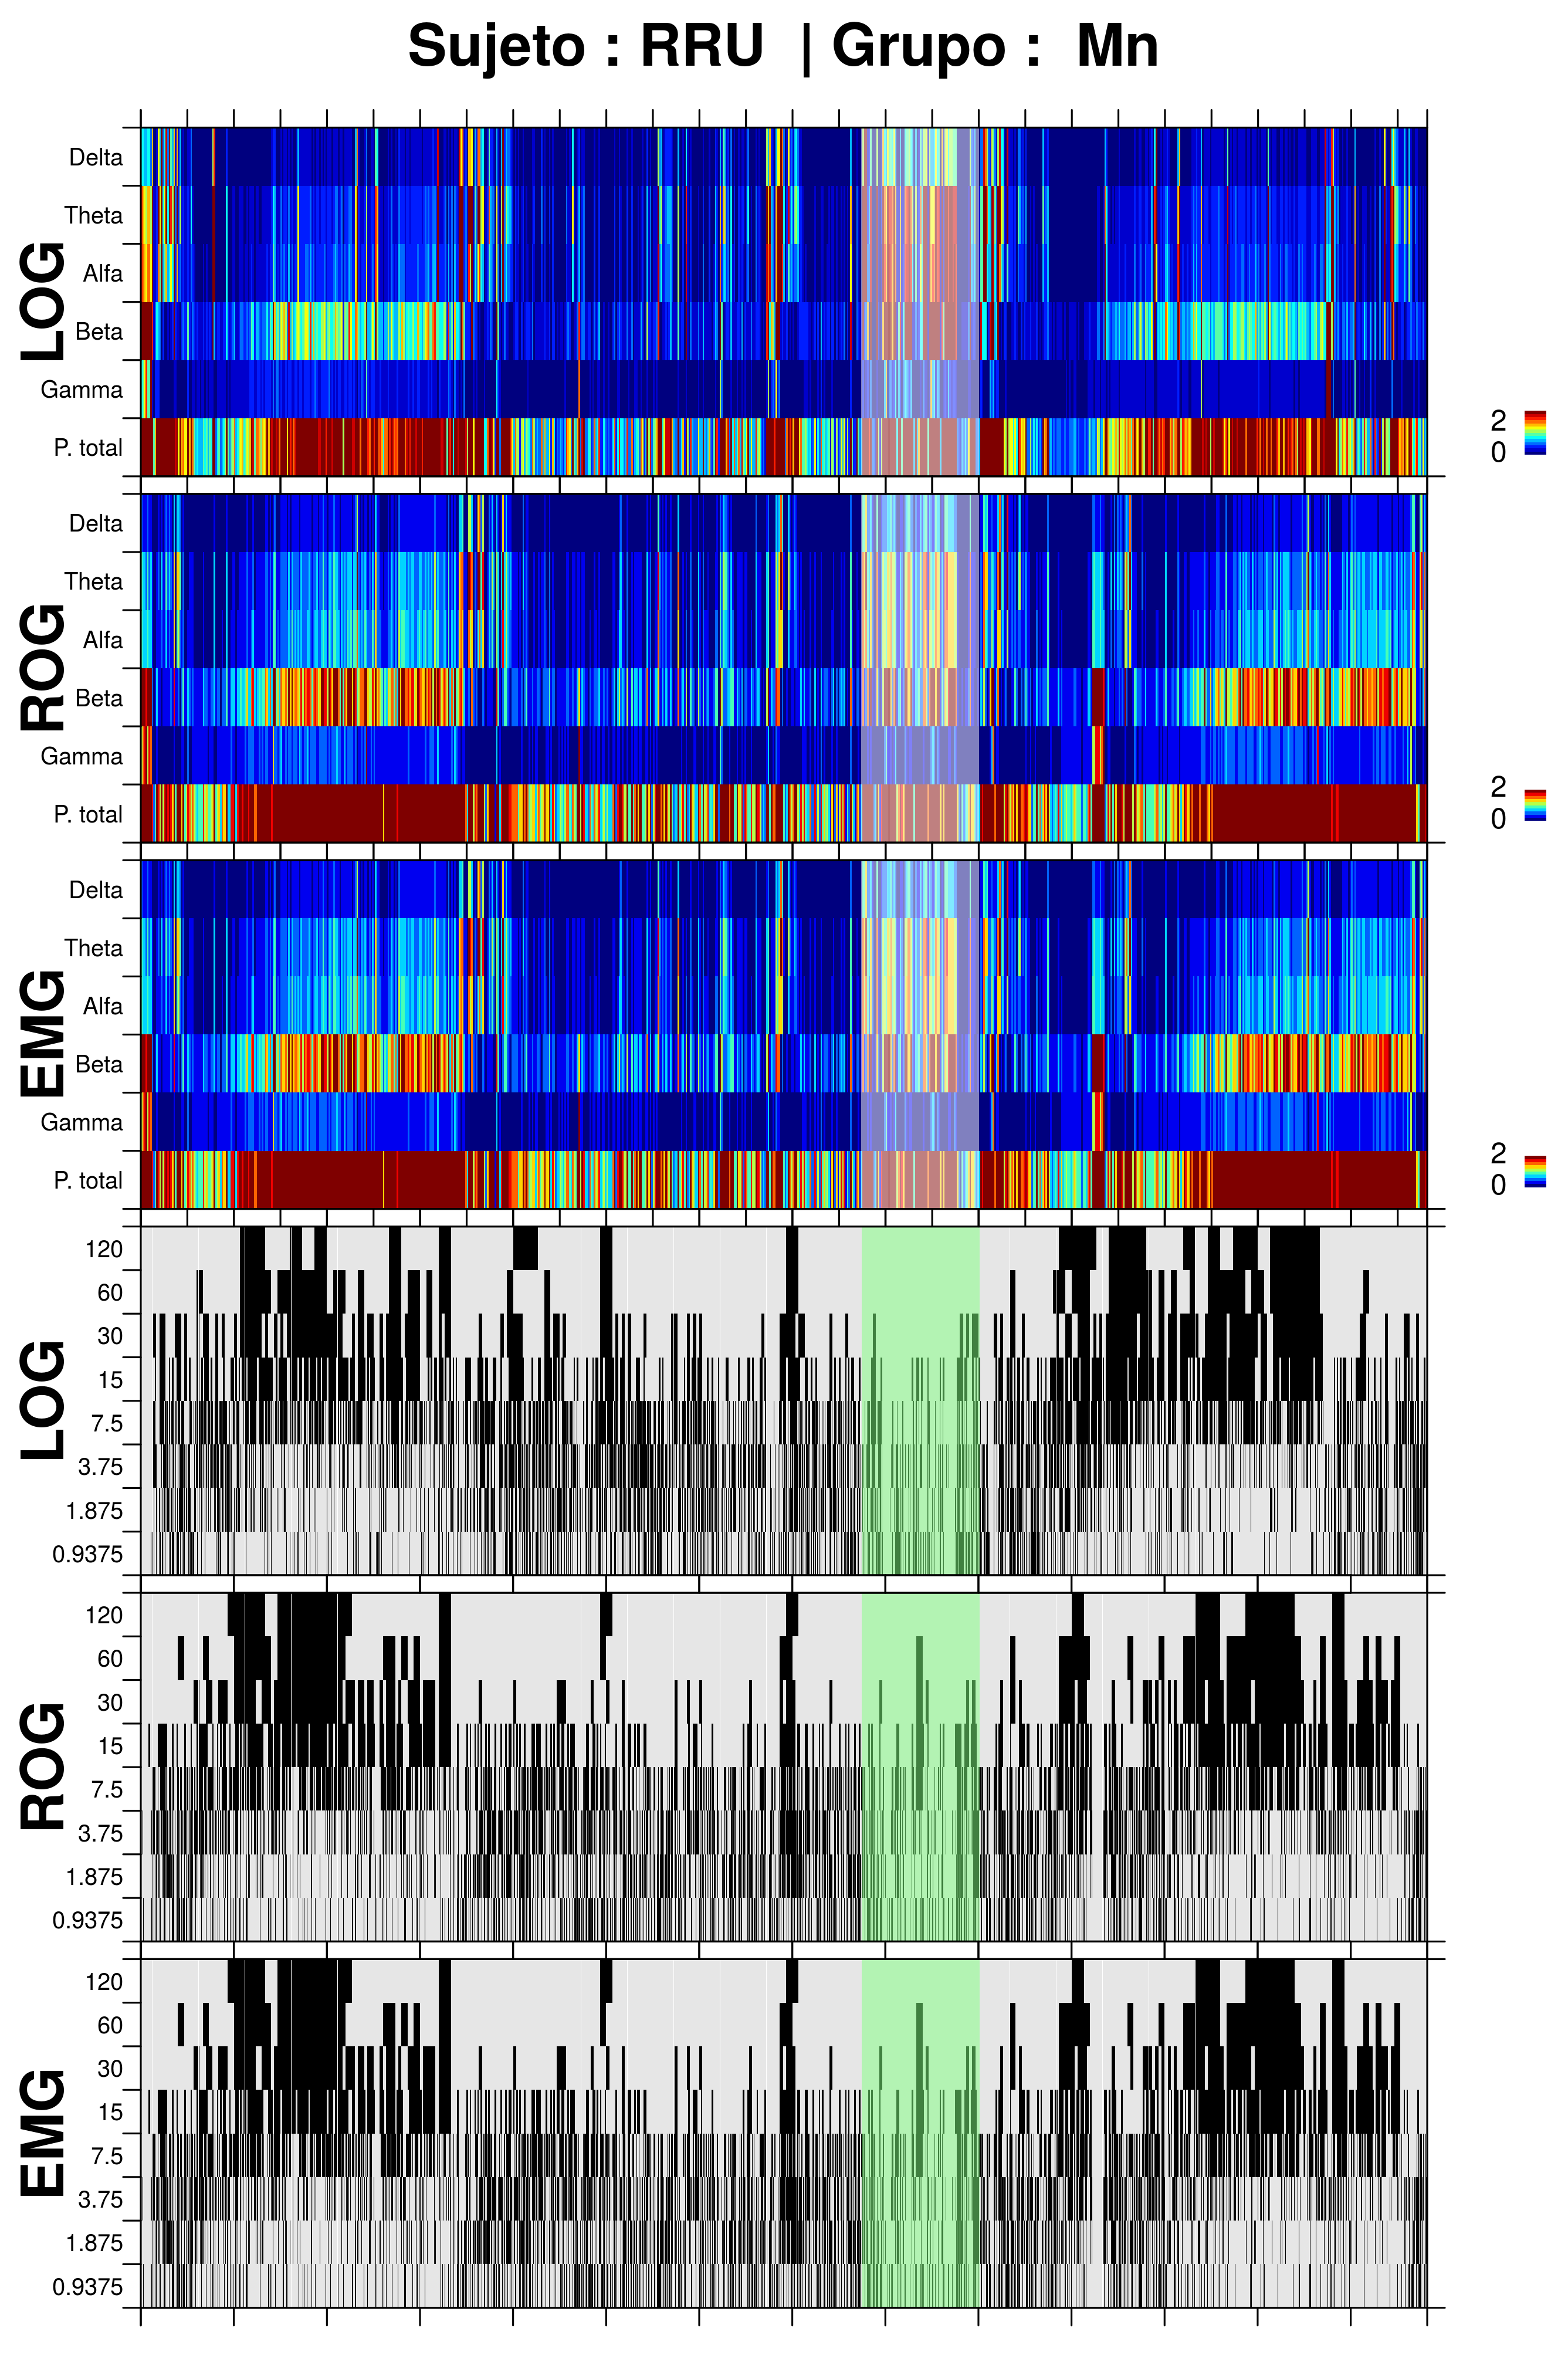 Sujeto : RRU | Grupo : Mn
LOG
Delta
Theta
Alfa
Beta
Gamma
P. total
2
0
ROG
Delta
Theta
Alfa
Beta
Gamma
P. total
2
0
EMG
Delta
Theta
Alfa
Beta
Gamma
P. total
2
0
LOG
120
60
30
15
7.5
3.75
1.875
0.9375
ROG
120
60
30
15
7.5
3.75
1.875
0.9375
EMG
120
60
30
15
7.5
3.75
1.875
0.9375